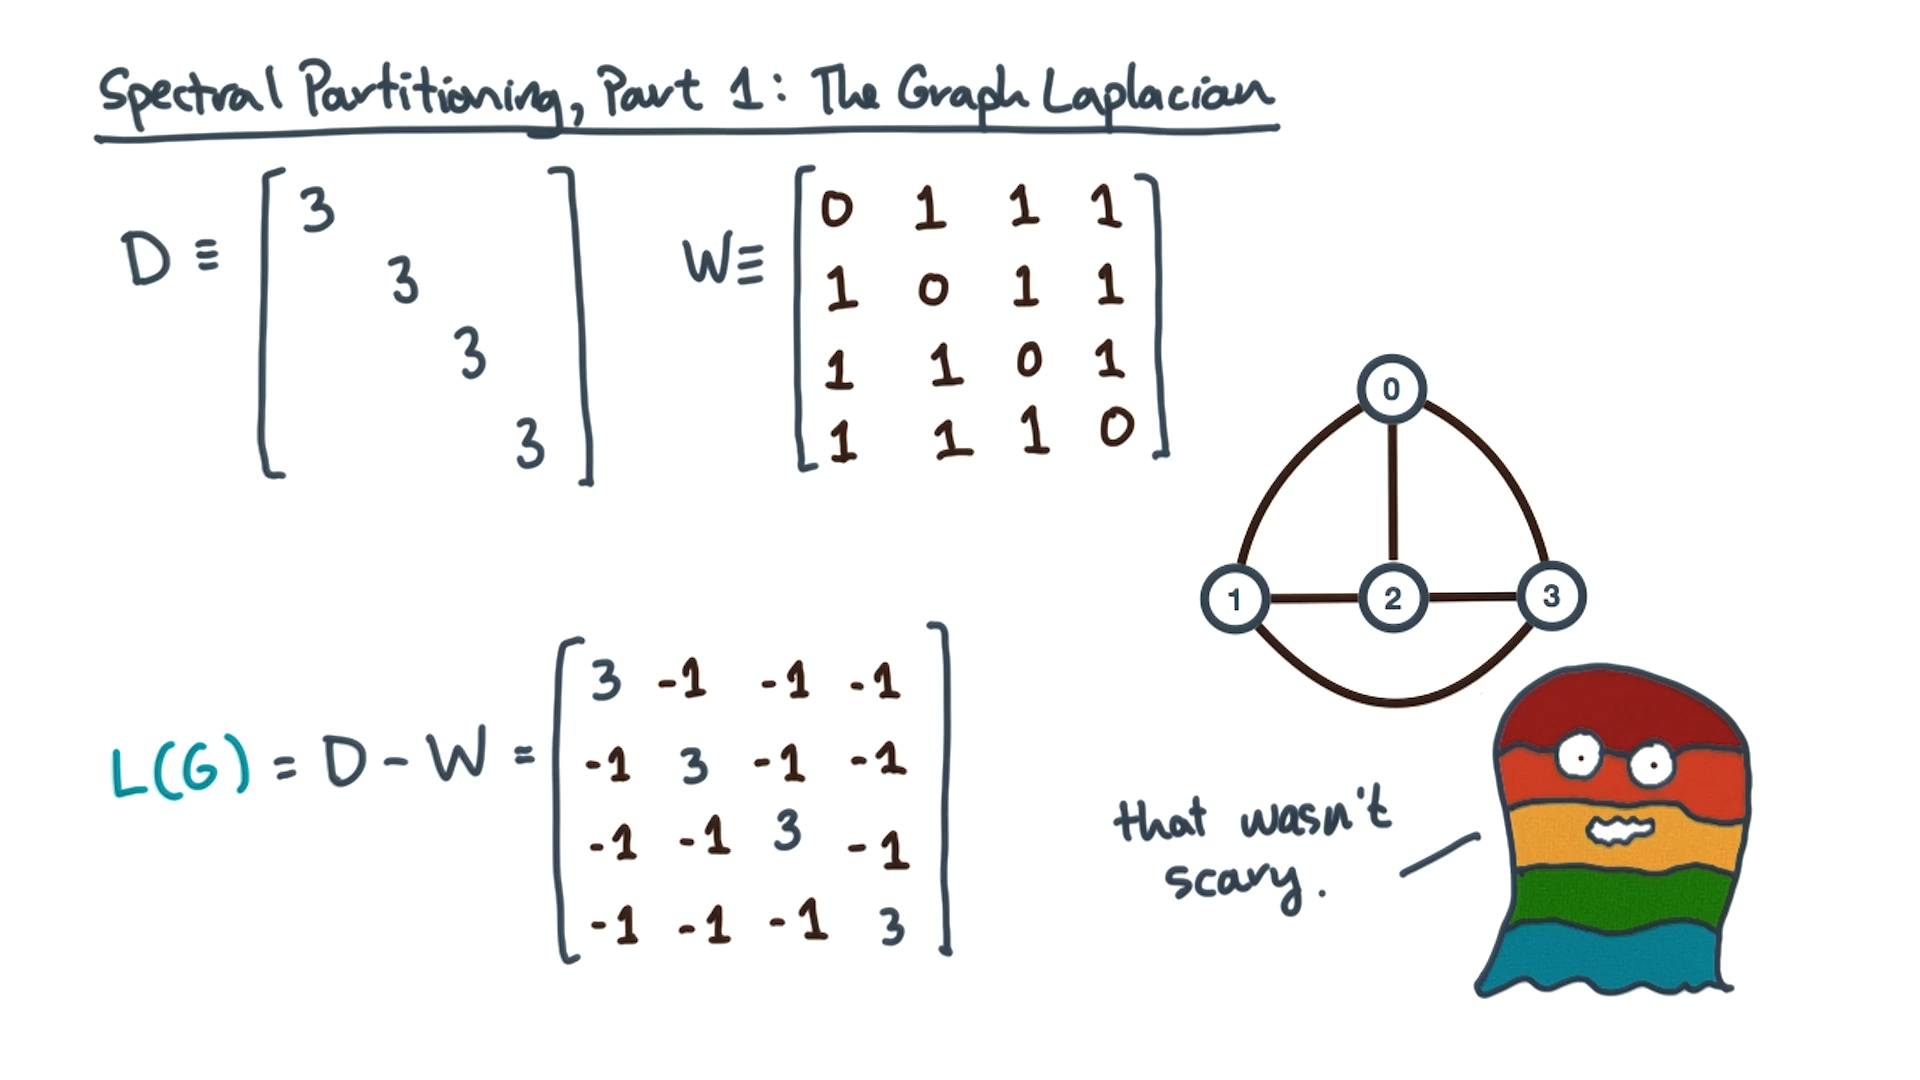 Spectral Partitioning, Part 1: The Graph Laplacian
D ≡
3
3
3
3
W ≡
0 1 1 1
1 0 1 1
1 1 0 1
1 1 1 0
0
1 2 3
L(G) = D - W =
3 -1 -1 -1
-1 3 -1 -1
-1 -1 3 -1
-1 -1 -1 3
that wasn't
scary.